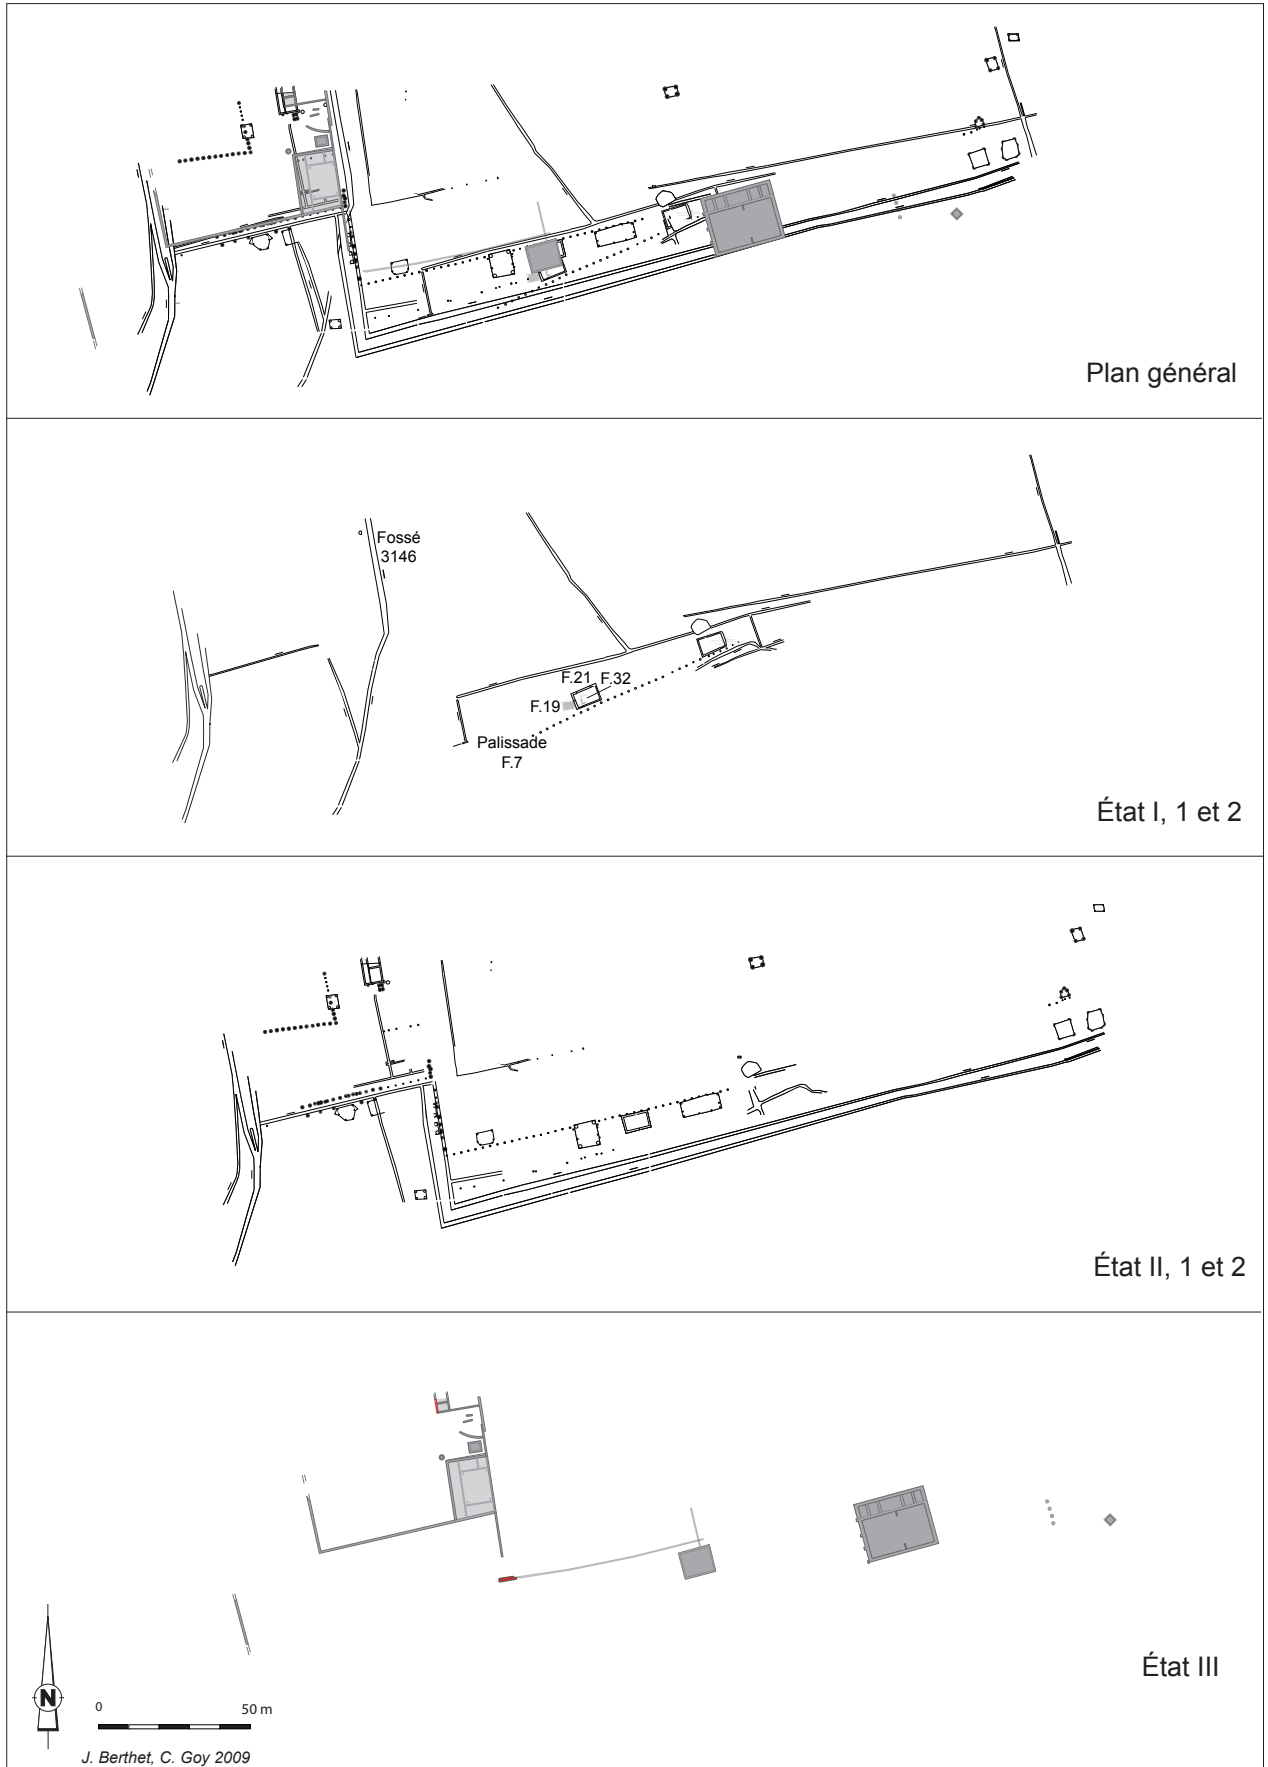 Plan général
Fossé
3146
F.21 F.32
F.19
Palissade
F.7
État I, 1 et 2
État II, 1 et 2
État III
N
0 50 m
J. Berthet, C. Goy 2009